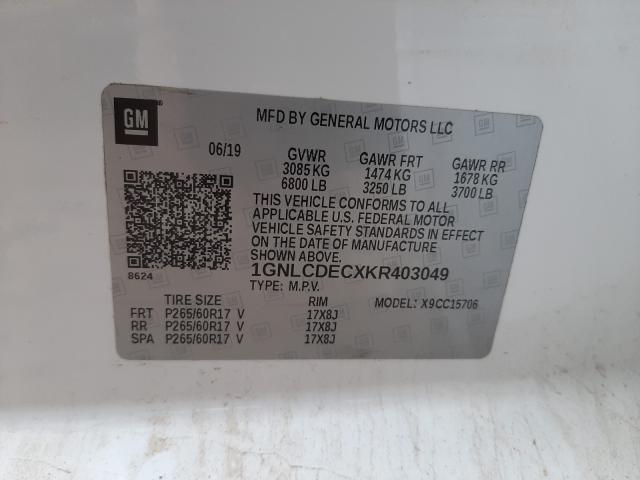 GM
MFD BY GENERAL MOTORS LLC
06/19 GVWR GAWR FRT GAWR RR
3085 KG 1474 KG 1678 KG
6800 LB 3250 LB 3700 LB
THIS VEHICLE CONFORMS TO ALL
APPLICABLE U.S. FEDERAL MOTOR
VEHICLE SAFETY STANDARDS IN EFFECT
ON THE DATE OF MANUFACTURE
SHOWN ABOVE.
8624
1GNLCDECXKR403049
TYPE: M.P.V.
TIRE SIZE RIM MODEL: X9CC15706
FRT P265/60R17 V 17X8J
RR P265/60R17 V 17X8J
SPA P265/60R17 V 17X8J